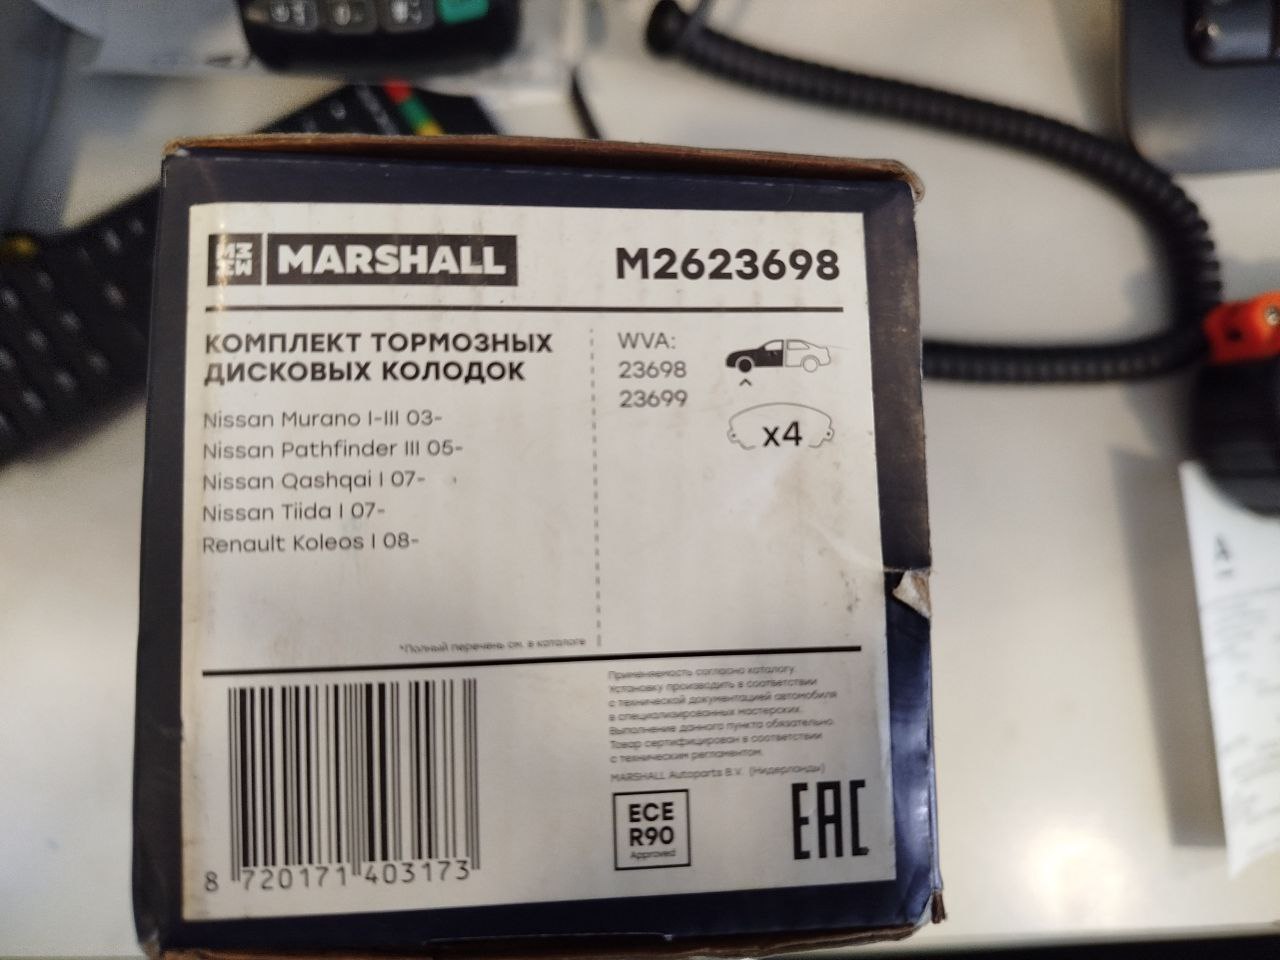 MARSHALL
M2623698
КОМПЛЕКТ ТОРМОЗНЫХ
ДИСКОВЫХ КОЛОДОК
Nissan Murano I-III 03-
Nissan Pathfinder III 05-
Nissan Qashqai I 07-
Nissan Tiida I 07-
Renault Koleos I 08-
*Полный перечень см. в каталоге
WVA:
23698
23699
x4
Применяемость согласно каталогу.
Установку производить в соответствии
с технической документацией автомобиля
в специализированных мастерских.
Выполнение данного пункта обязательно.
Товар сертифицирован в соответствии
с техническим регламентом.
MARSHALL Autoparts B.V. (Нидерланды)
8 720171 403173
ECE
R90
Approved
EAC